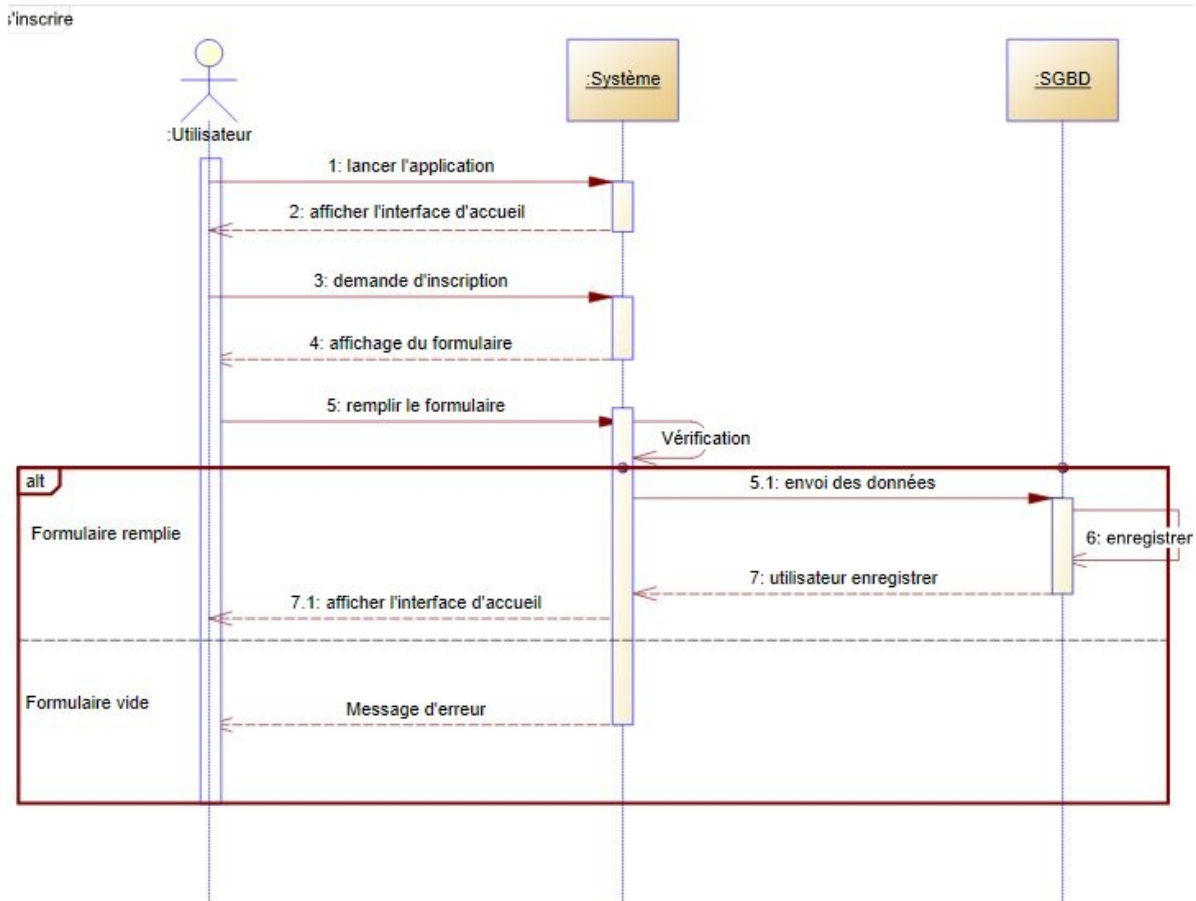 s'inscrire
:Utilisateur
:Système
:SGBD
1: lancer l'application
2: afficher l'interface d'accueil
3: demande d'inscription
4: affichage du formulaire
5: remplir le formulaire
Vérification
alt
5.1: envoi des données
Formulaire remplie
6: enregistrer
7: utilisateur enregistrer
7.1: afficher l'interface d'accueil
Formulaire vide
Message d'erreur